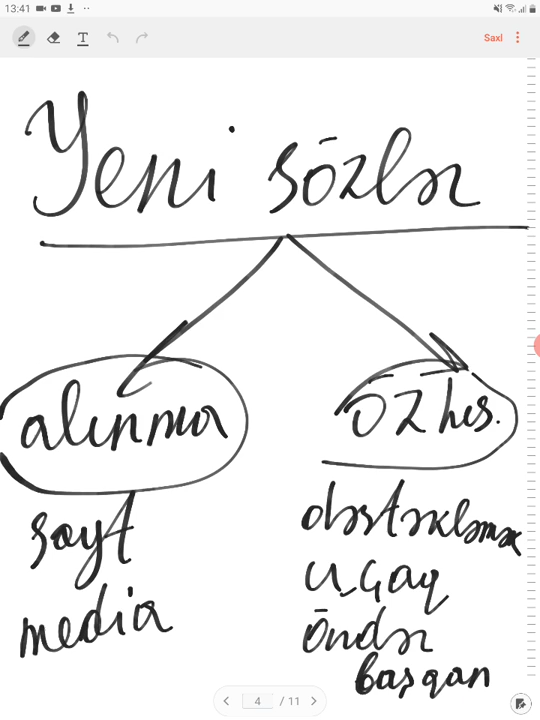 13:41
Saxl
Yeni sözlər
alınma
öz hes.
sayt
media
dəstəkləmək
uçaq
öndər
başqan
4 / 11